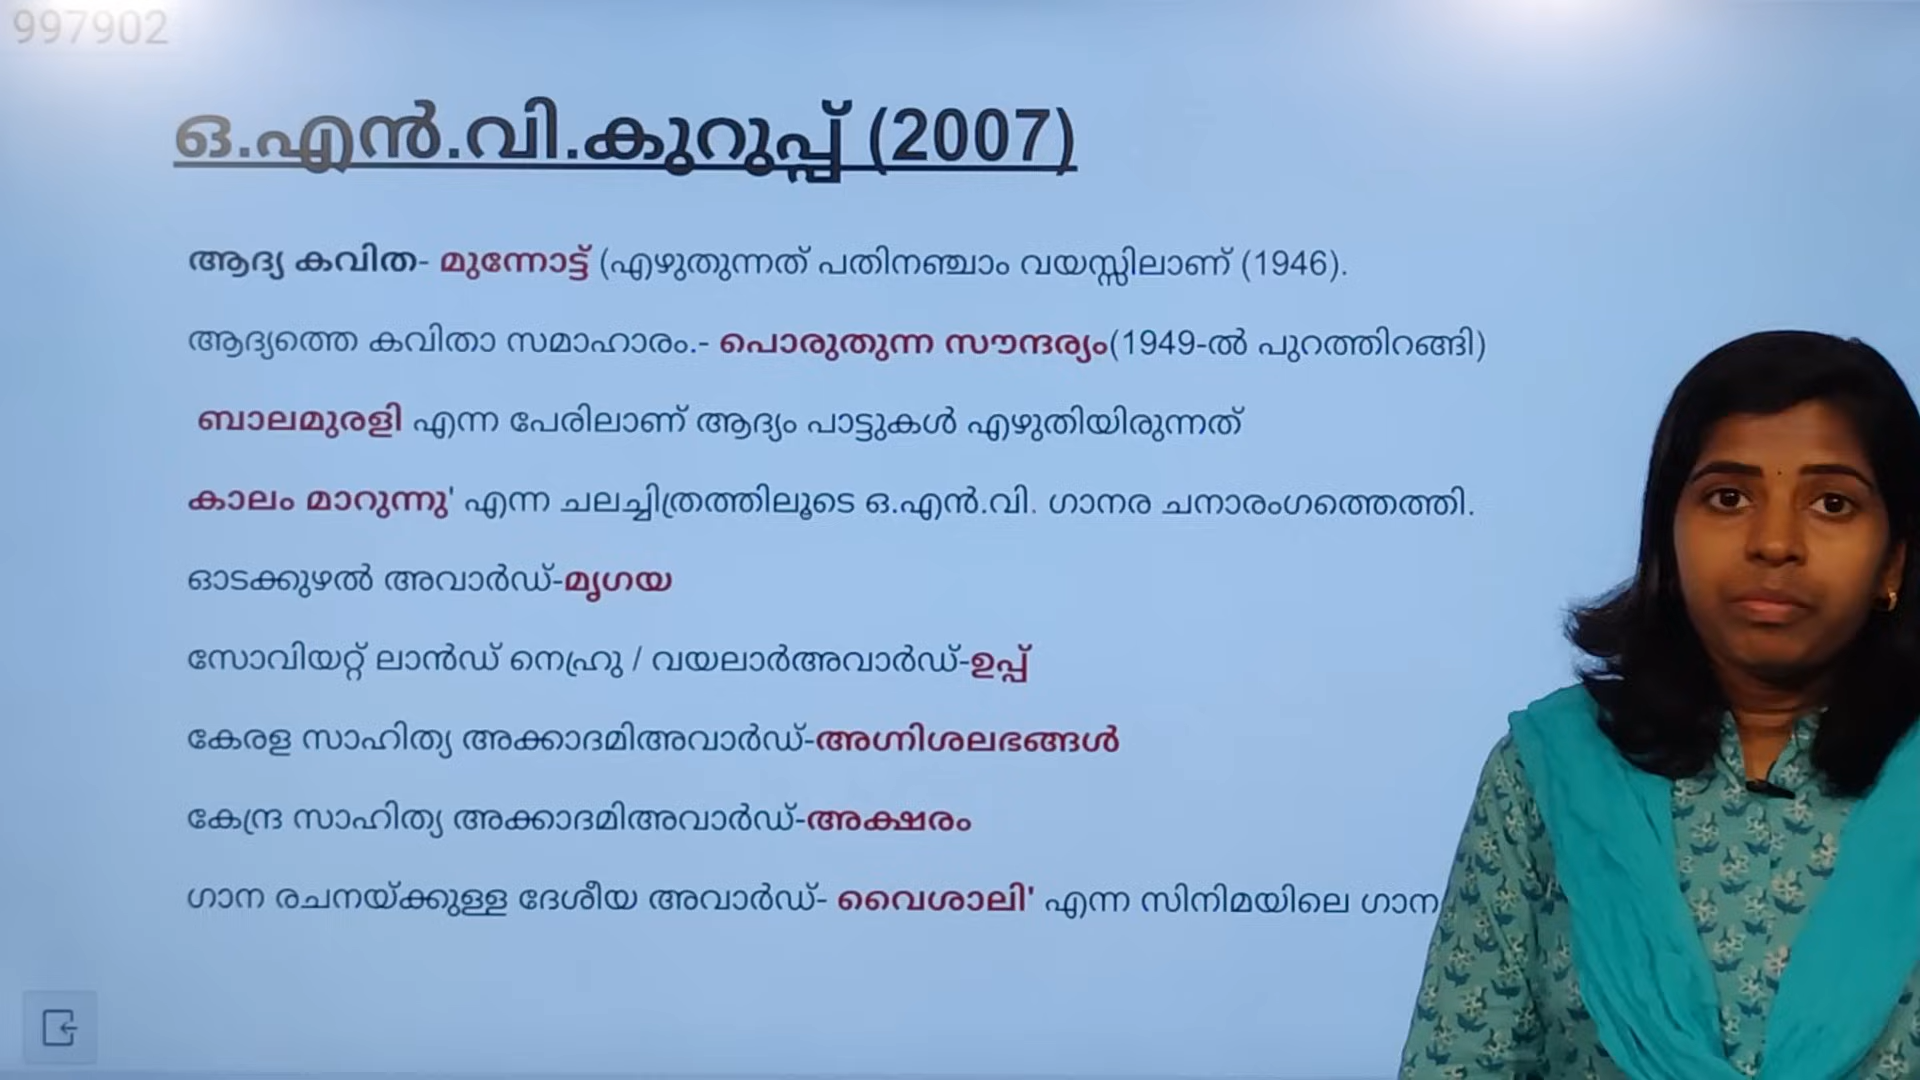 997902
ഒ.എൻ.വി.കുറുപ്പ് (2007)
ആദ്യ കവിത- മുന്നോട്ട് (എഴുതുന്നത് പതിനഞ്ചാം വയസ്സിലാണ് (1946).
ആദ്യത്തെ കവിതാ സമാഹാരം.- പൊരുതുന്ന സൗന്ദര്യം(1949-ൽ പുറത്തിറങ്ങി)
ബാലമുരളി എന്ന പേരിലാണ് ആദ്യം പാട്ടുകൾ എഴുതിയിരുന്നത്
കാലം മാറുന്നു' എന്ന ചലച്ചിത്രത്തിലൂടെ ഒ.എൻ.വി. ഗാനര ചനാരംഗത്തെത്തി.
ഓടക്കുഴൽ അവാർഡ്-മൃഗയ
സോവിയറ്റ് ലാൻഡ് നെഹ്രു / വയലാർഅവാർഡ്-ഉപ്പ്
കേരള സാഹിത്യ അക്കാദമിഅവാർഡ്-അഗ്നിശലഭങ്ങൾ
കേന്ദ്ര സാഹിത്യ അക്കാദമിഅവാർഡ്-അക്ഷരം
ഗാന രചനയ്ക്കുള്ള ദേശീയ അവാർഡ്- വൈശാലി' എന്ന സിനിമയിലെ ഗാന